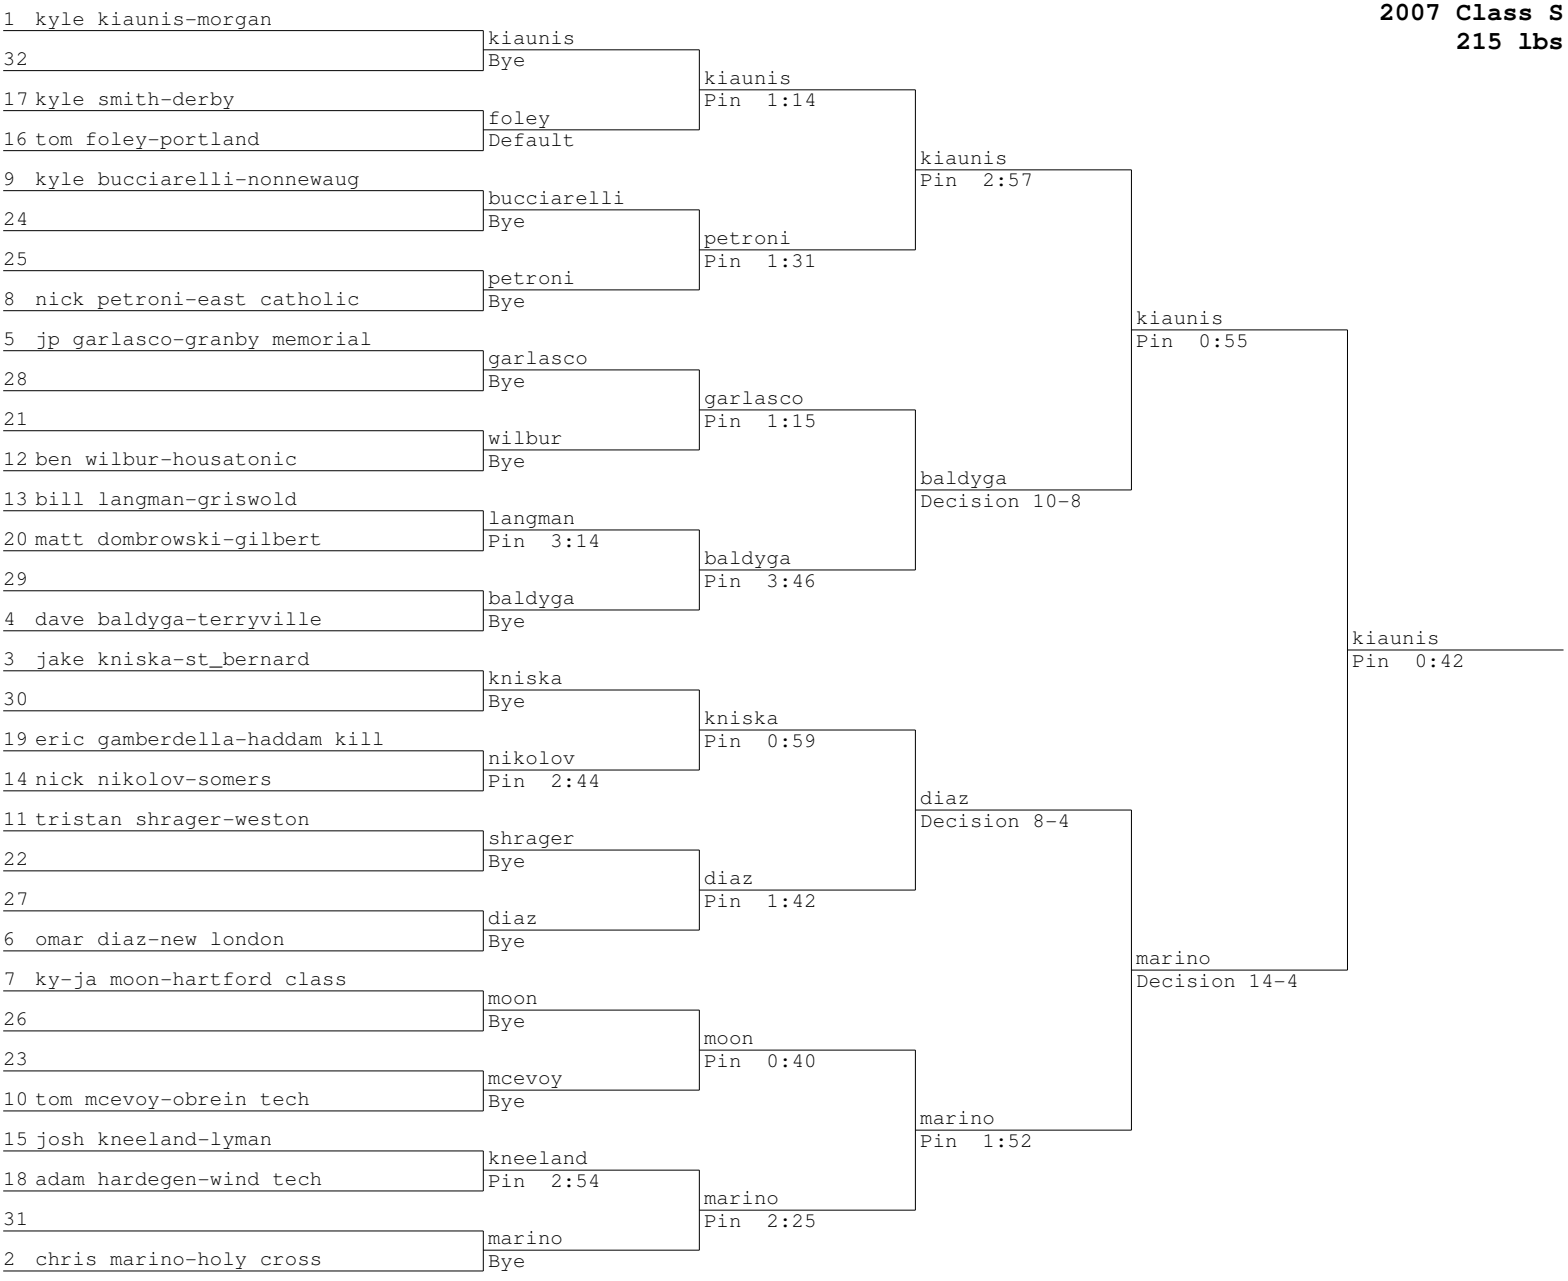 2007 Class S
215 lbs
1 kyle kiaunis-morgan
32
17 kyle smith-derby
16 tom foley-portland
9 kyle bucciarelli-nonnewaug
24
25
8 nick petroni-east catholic
5 jp garlasco-granby memorial
28
21
12 ben wilbur-housatonic
13 bill langman-griswold
20 matt dombrowski-gilbert
29
4 dave baldyga-terryville
3 jake kniska-st_bernard
30
19 eric gamberdella-haddam kill
14 nick nikolov-somers
11 tristan shrager-weston
22
27
6 omar diaz-new london
7 ky-ja moon-hartford class
26
23
10 tom mcevoy-obrein tech
15 josh kneeland-lyman
18 adam hardegen-wind tech
31
2 chris marino-holy cross
kiaunis
Bye
foley
Default
bucciarelli
Bye
petroni
Bye
garlasco
Bye
wilbur
Bye
langman
Pin 3:14
baldyga
Bye
kniska
Bye
nikolov
Pin 2:44
shrager
Bye
diaz
Bye
moon
Bye
mcevoy
Bye
kneeland
Pin 2:54
marino
Bye
kiaunis
Pin 1:14
petroni
Pin 1:31
garlasco
Pin 1:15
baldyga
Pin 3:46
kniska
Pin 0:59
diaz
Pin 1:42
moon
Pin 0:40
marino
Pin 2:25
kiaunis
Pin 2:57
baldyga
Decision 10-8
diaz
Decision 8-4
marino
Pin 1:52
kiaunis
Pin 0:55
marino
Decision 14-4
kiaunis
Pin 0:42